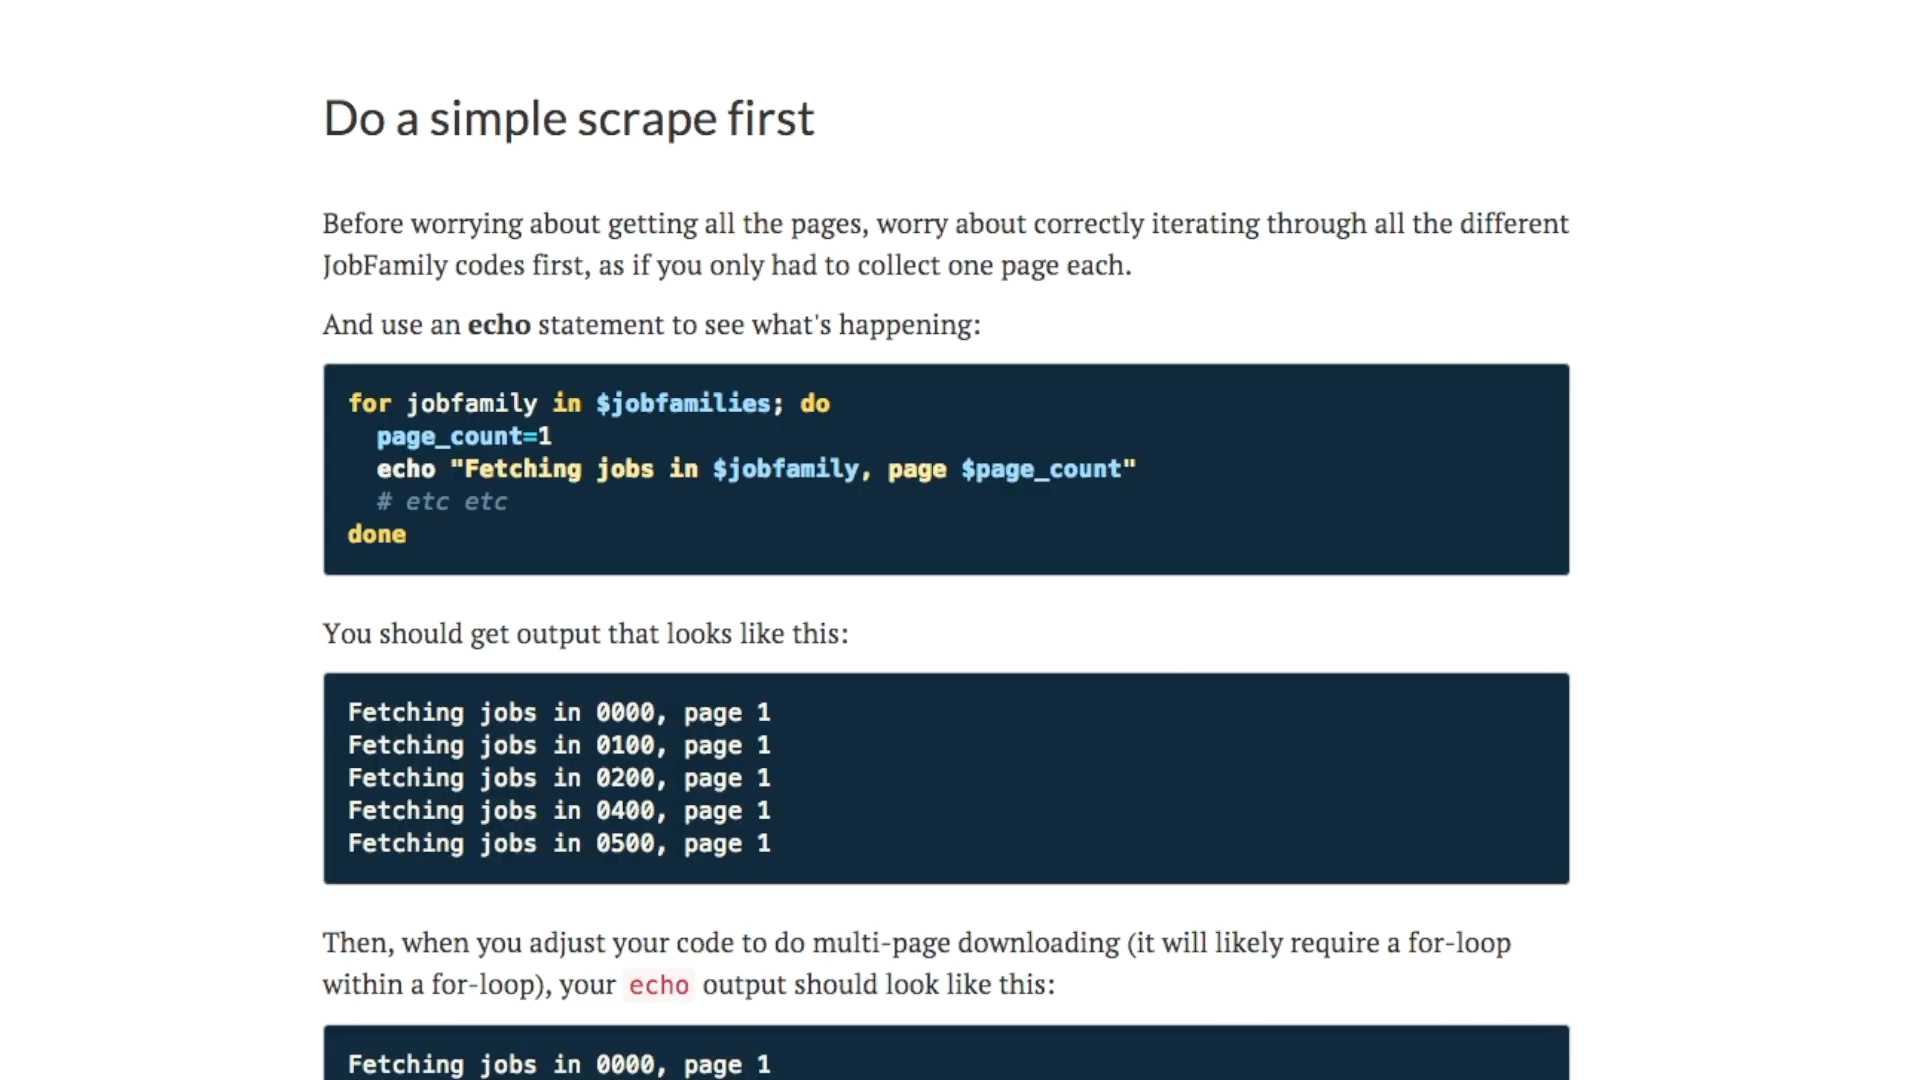 Do a simple scrape first
Before worrying about getting all the pages, worry about correctly iterating through all the different
JobFamily codes first, as if you only had to collect one page each.
And use an echo statement to see what's happening:
for jobfamily in $jobfamilies; do
  page_count=1
  echo "Fetching jobs in $jobfamily, page $page_count"
  # etc etc
done
You should get output that looks like this:
Fetching jobs in 0000, page 1
Fetching jobs in 0100, page 1
Fetching jobs in 0200, page 1
Fetching jobs in 0400, page 1
Fetching jobs in 0500, page 1
Then, when you adjust your code to do multi-page downloading (it will likely require a for-loop
within a for-loop), your echo output should look like this:
Fetching jobs in 0000, page 1